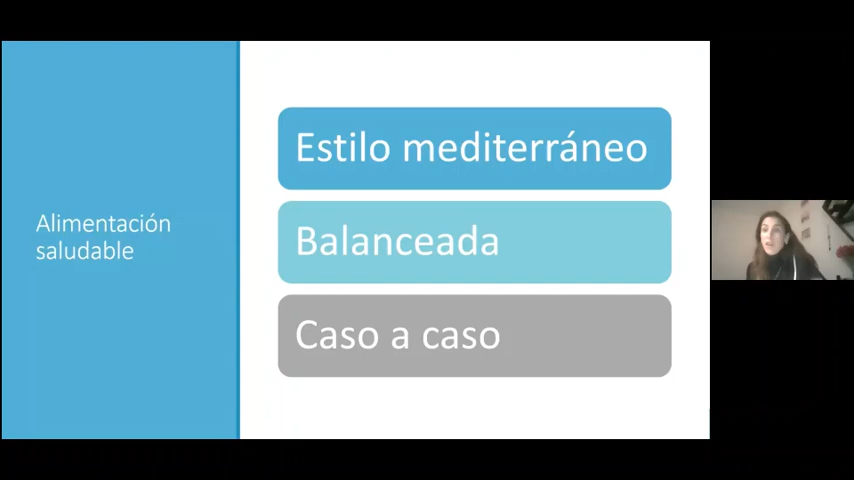 Alimentación
saludable
Estilo mediterráneo
Balanceada
Caso a caso